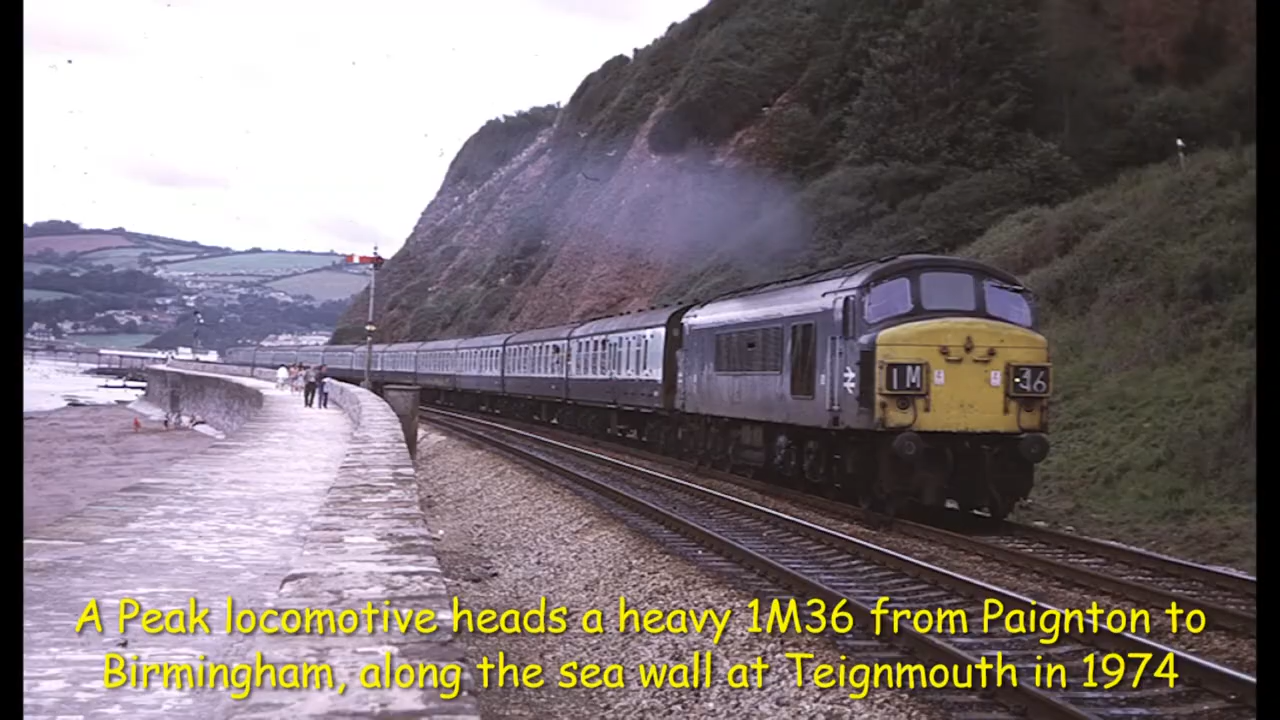 1M 36
A Peak locomotive heads a heavy 1M36 from Paignton to
Birmingham, along the sea wall at Teignmouth in 1974